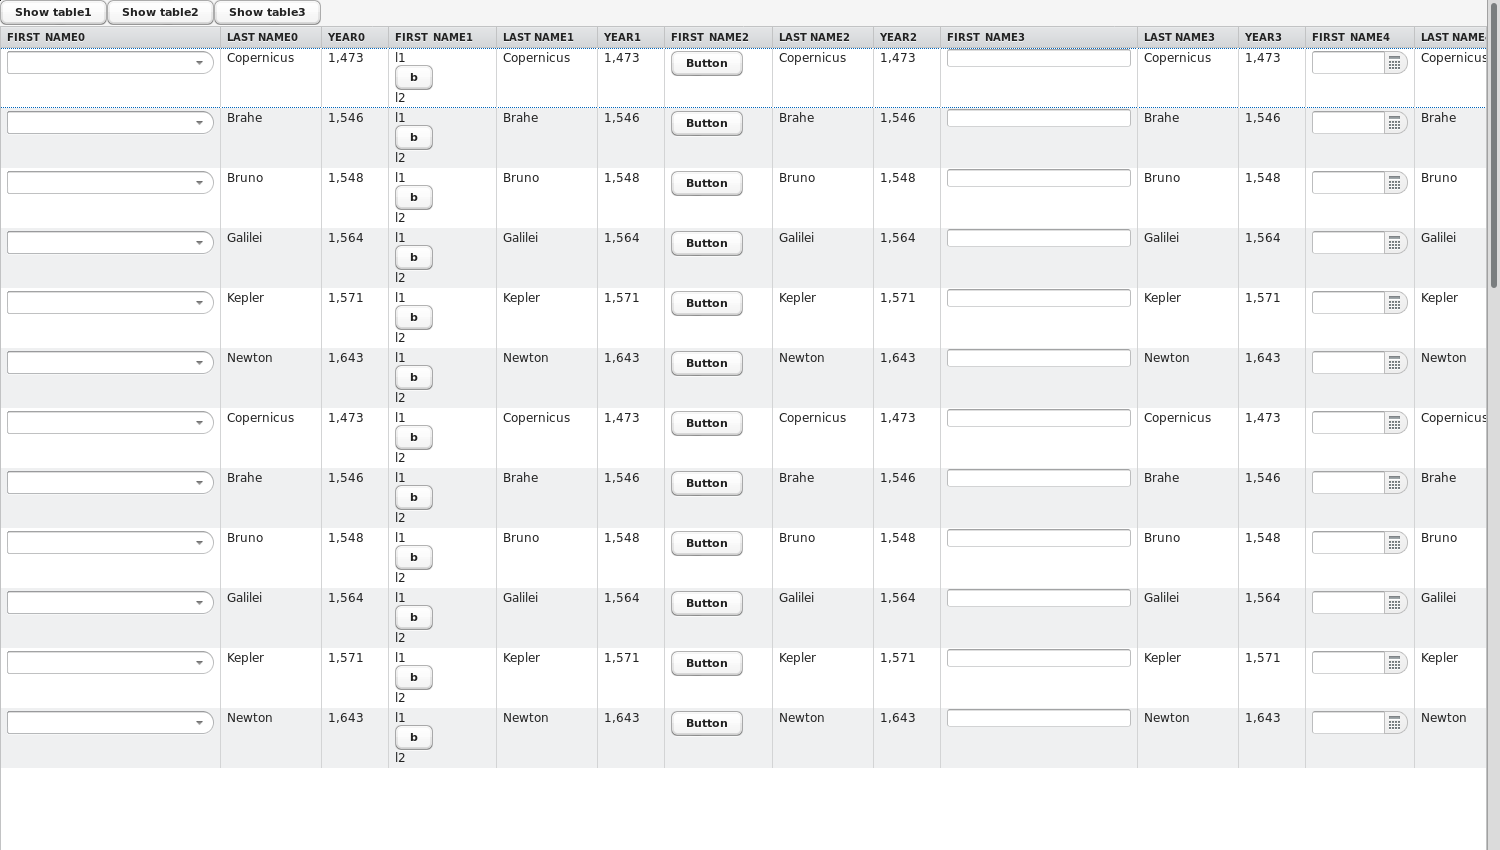 Show table1 Show table2 Show table3
FIRST NAME0 LAST NAME0 YEAR0 FIRST NAME1 LAST NAME1 YEAR1 FIRST NAME2 LAST NAME2 YEAR2 FIRST NAME3 LAST NAME3 YEAR3 FIRST NAME4 LAST NAME
Copernicus 1,473 l1 Copernicus 1,473 Button Copernicus 1,473 Copernicus 1,473 Copernicus
b
l2
Brahe 1,546 l1 Brahe 1,546 Button Brahe 1,546 Brahe 1,546 Brahe
b
l2
Bruno 1,548 l1 Bruno 1,548 Button Bruno 1,548 Bruno 1,548 Bruno
b
l2
Galilei 1,564 l1 Galilei 1,564 Button Galilei 1,564 Galilei 1,564 Galilei
b
l2
Kepler 1,571 l1 Kepler 1,571 Button Kepler 1,571 Kepler 1,571 Kepler
b
l2
Newton 1,643 l1 Newton 1,643 Button Newton 1,643 Newton 1,643 Newton
b
l2
Copernicus 1,473 l1 Copernicus 1,473 Button Copernicus 1,473 Copernicus 1,473 Copernicus
b
l2
Brahe 1,546 l1 Brahe 1,546 Button Brahe 1,546 Brahe 1,546 Brahe
b
l2
Bruno 1,548 l1 Bruno 1,548 Button Bruno 1,548 Bruno 1,548 Bruno
b
l2
Galilei 1,564 l1 Galilei 1,564 Button Galilei 1,564 Galilei 1,564 Galilei
b
l2
Kepler 1,571 l1 Kepler 1,571 Button Kepler 1,571 Kepler 1,571 Kepler
b
l2
Newton 1,643 l1 Newton 1,643 Button Newton 1,643 Newton 1,643 Newton
b
l2